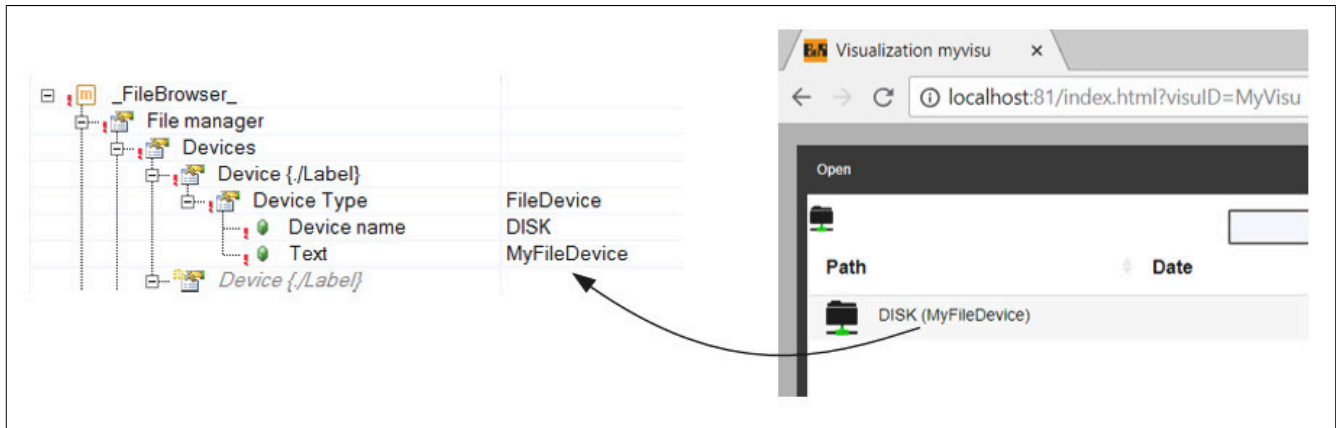 _FileBrowser_
File manager
Devices
Device {./Label}
Device Type FileDevice
Device name DISK
Text MyFileDevice
Device {./Label}
B&R Visualization myvisu ×
localhost:81/index.html?visuID=MyVisu
Open
Path Date
DISK (MyFileDevice)